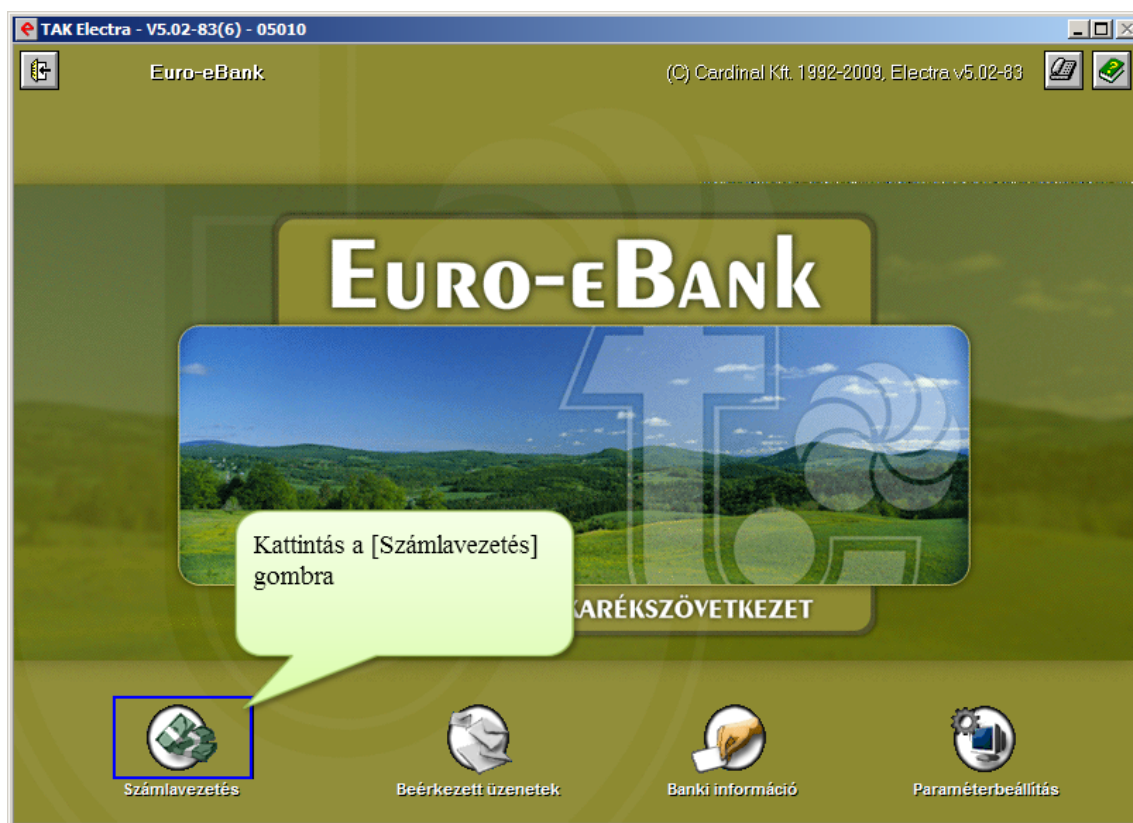 TAK Electra - V5.02-83(6) - 05010
Euro-eBank
(C) Cardinal Kft. 1992-2009, Electra v5.02-83
EURO-EBANK
Kattintás a [Számlavezetés]
gombra
KARÉKSZÖVETKEZET
Számlavezetés
Beérkezett üzenetek
Banki információ
Paraméterbeállítás